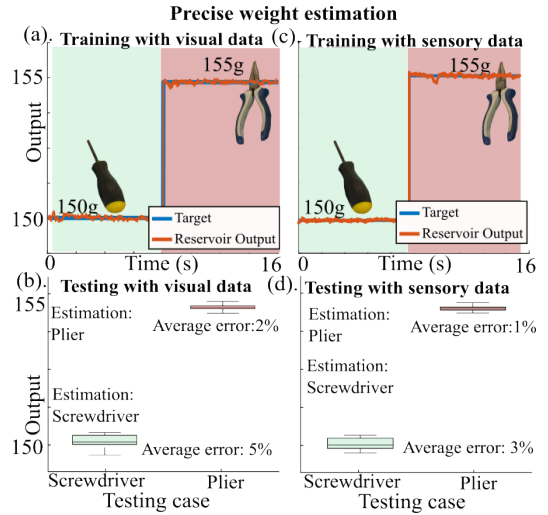 Precise weight estimation
(a) Training with visual data
155
155g
Output
150g
150
Target
Reservoir Output
0
Time (s)
16
(c) Training with sensory data
155g
150g
Target
Reservoir Output
0
Time (s)
16
(b) Testing with visual data
155
Estimation:
Plier
Average error:2%
Output
Estimation:
Screwdriver
150
Average error: 5%
Screwdriver
Plier
Testing case
(d) Testing with sensory data
Estimation:
Plier
Average error:1%
Estimation:
Screwdriver
Average error: 3%
Screwdriver
Plier
Testing case